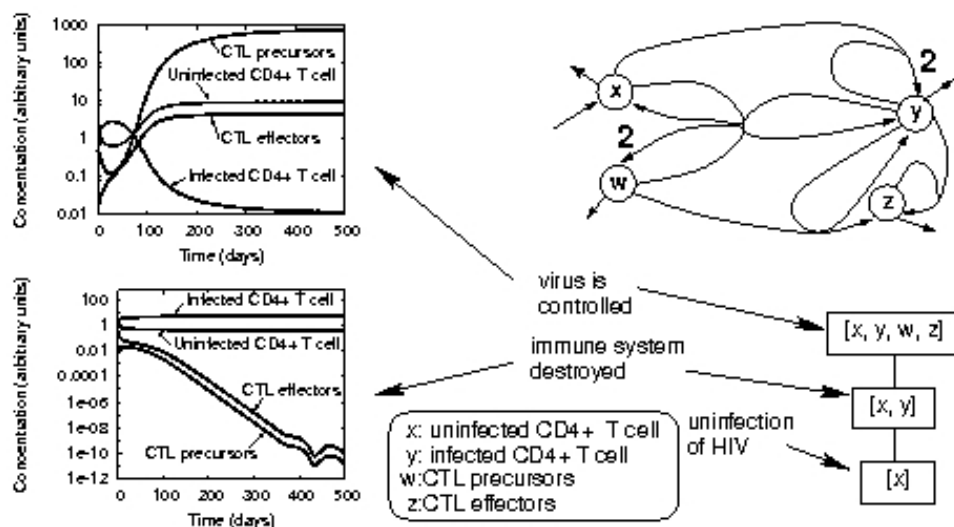 Concentration (arbitrary units)
1000
100
10
1
0.1
0.01
CTL precursors
Uninfected CD4+ T cell
CTL effectors
Infected CD4+ T cell
0 100 200 300 400 500
Time (days)
Concentration (arbitrary units)
100
1
0.01
0.0001
1e-06
1e-08
1e-10
1e-12
Infected CD4+ T cell
Uninfected CD4+ T cell
CTL effectors
CTL precursors
0 100 200 300 400 500
Time (days)
x
2
y
2
w
z
virus is
controlled
[x, y, w, z]
immune system
destroyed
[x, y]
uninfection
of HIV
[x]
x: uninfected CD4+ T cell
y: infected CD4+ T cell
w:CTL precursors
z:CTL effectors